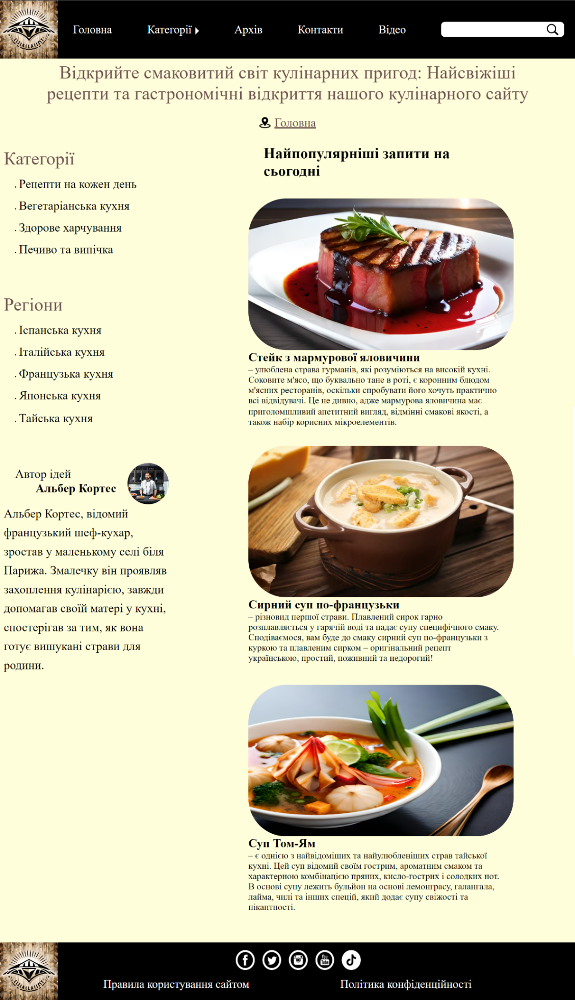 Головна
Категорії
Архів
Контакти
Відео
Відкрийте смаковитий світ кулінарних пригод: Найсвіжіші
рецепти та гастрономічні відкриття нашого кулінарного сайту
Головна
Категорії
. Рецепти на кожен день
. Вегетаріанська кухня
. Здорове харчування
. Печиво та випічка
Регіони
. Іспанська кухня
. Італійська кухня
. Французька кухня
. Японська кухня
. Тайська кухня
Автор ідей
Альбер Кортес
Альбер Кортес, відомий
французький шеф-кухар,
зростав у маленькому селі біля
Парижа. Змалечку він проявляв
захоплення кулінарією, завжди
допомагав своїй матері у кухні,
спостерігав за тим, як вона
готує вишукані страви для
родини.
Найпопулярніші запити на
сьогодні
Стейк з мармурової яловичини
– улюблена страва гурманів, які розуміються на високій кухні.
Соковите м'ясо, що буквально тане в роті, є коронним блюдом
м'ясних ресторанів, оскільки спробувати його хочуть практично
всі відвідувачі. Це не дивно, адже мармурова яловичина має
приголомшливий апетитний вигляд, відмінні смакові якості, а
також набір корисних мікроелементів.
Сирний суп по-французьки
– різновид першої страви. Плавлений сирок гарно
розплавляється у гарячій воді та надає супу специфічного смаку.
Сподіваємося, вам буде до смаку сирний суп по-французьки з
куркою та плавленим сирком – оригінальний рецепт
українською, простий, поживний та недорогий!
Суп Том-Ям
– є однією з найвідоміших та найулюбленіших страв тайської
кухні. Цей суп відомий своїм гострим, ароматним смаком та
характерною комбінацією пряних, кисло-гострих і солодких нот.
В основі супу лежить бульйон на основі лемонграсу, галангала,
лайма, чилі та інших спецій, який додає супу свіжості та
пікантності.
You
Tube
Правила користування сайтом
Політика конфіденційності